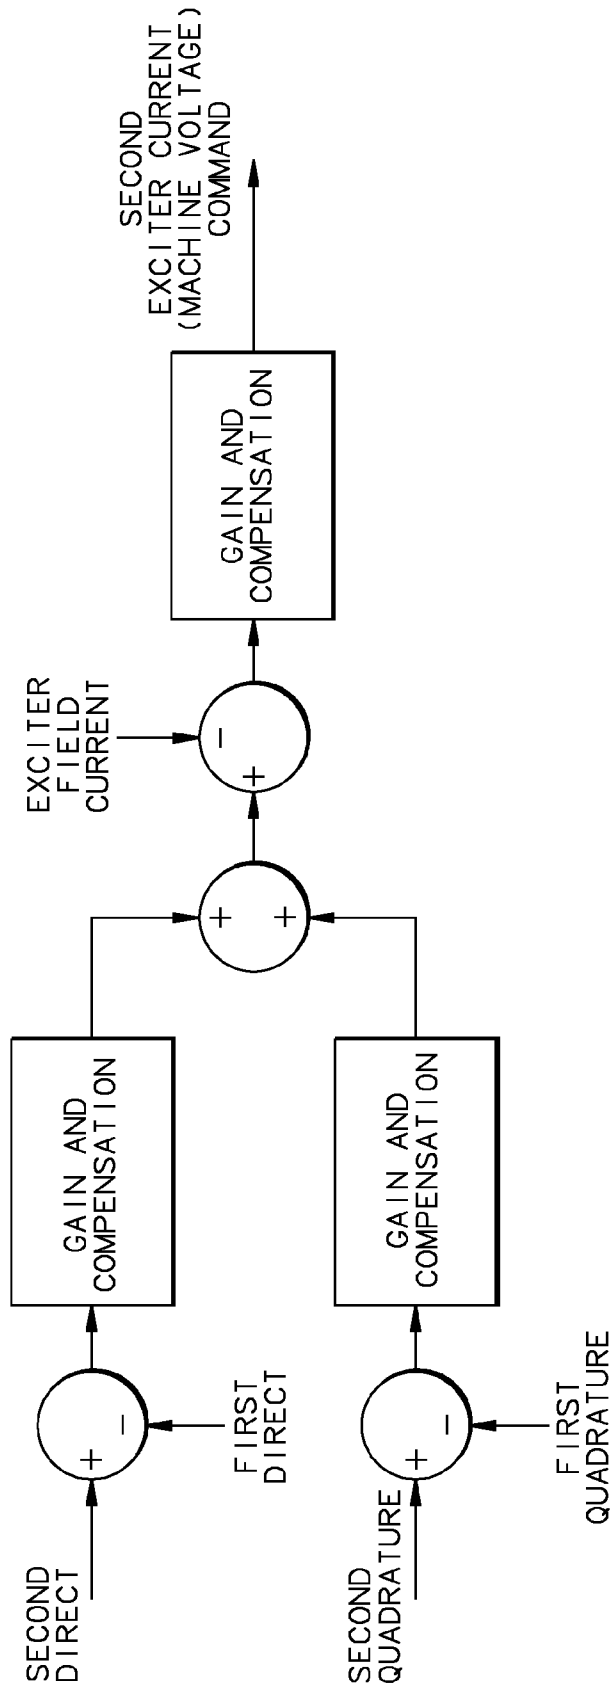 SECOND
DIRECT
+
-
FIRST
DIRECT
GAIN AND
COMPENSATION
SECOND
QUADRATURE
+
-
FIRST
QUADRATURE
GAIN AND
COMPENSATION
+
+
EXCITER
FIELD
CURRENT
-
+
GAIN AND
COMPENSATION
SECOND
EXCITER CURRENT
(MACHINE VOLTAGE)
COMMAND